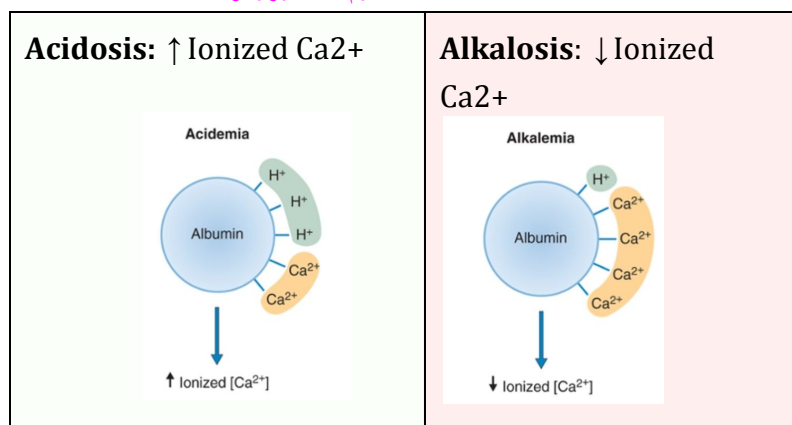 Acidosis: ↑ Ionized Ca2+
Acidemia
H⁺
H⁺
Albumin
H⁺
Ca²⁺
Ca²⁺
↑ Ionized [Ca²⁺]
Alkalosis: ↓ Ionized
Ca2+
Alkalemia
H⁺
Ca²⁺
Albumin
Ca²⁺
Ca²⁺
Ca²⁺
↓ Ionized [Ca²⁺]